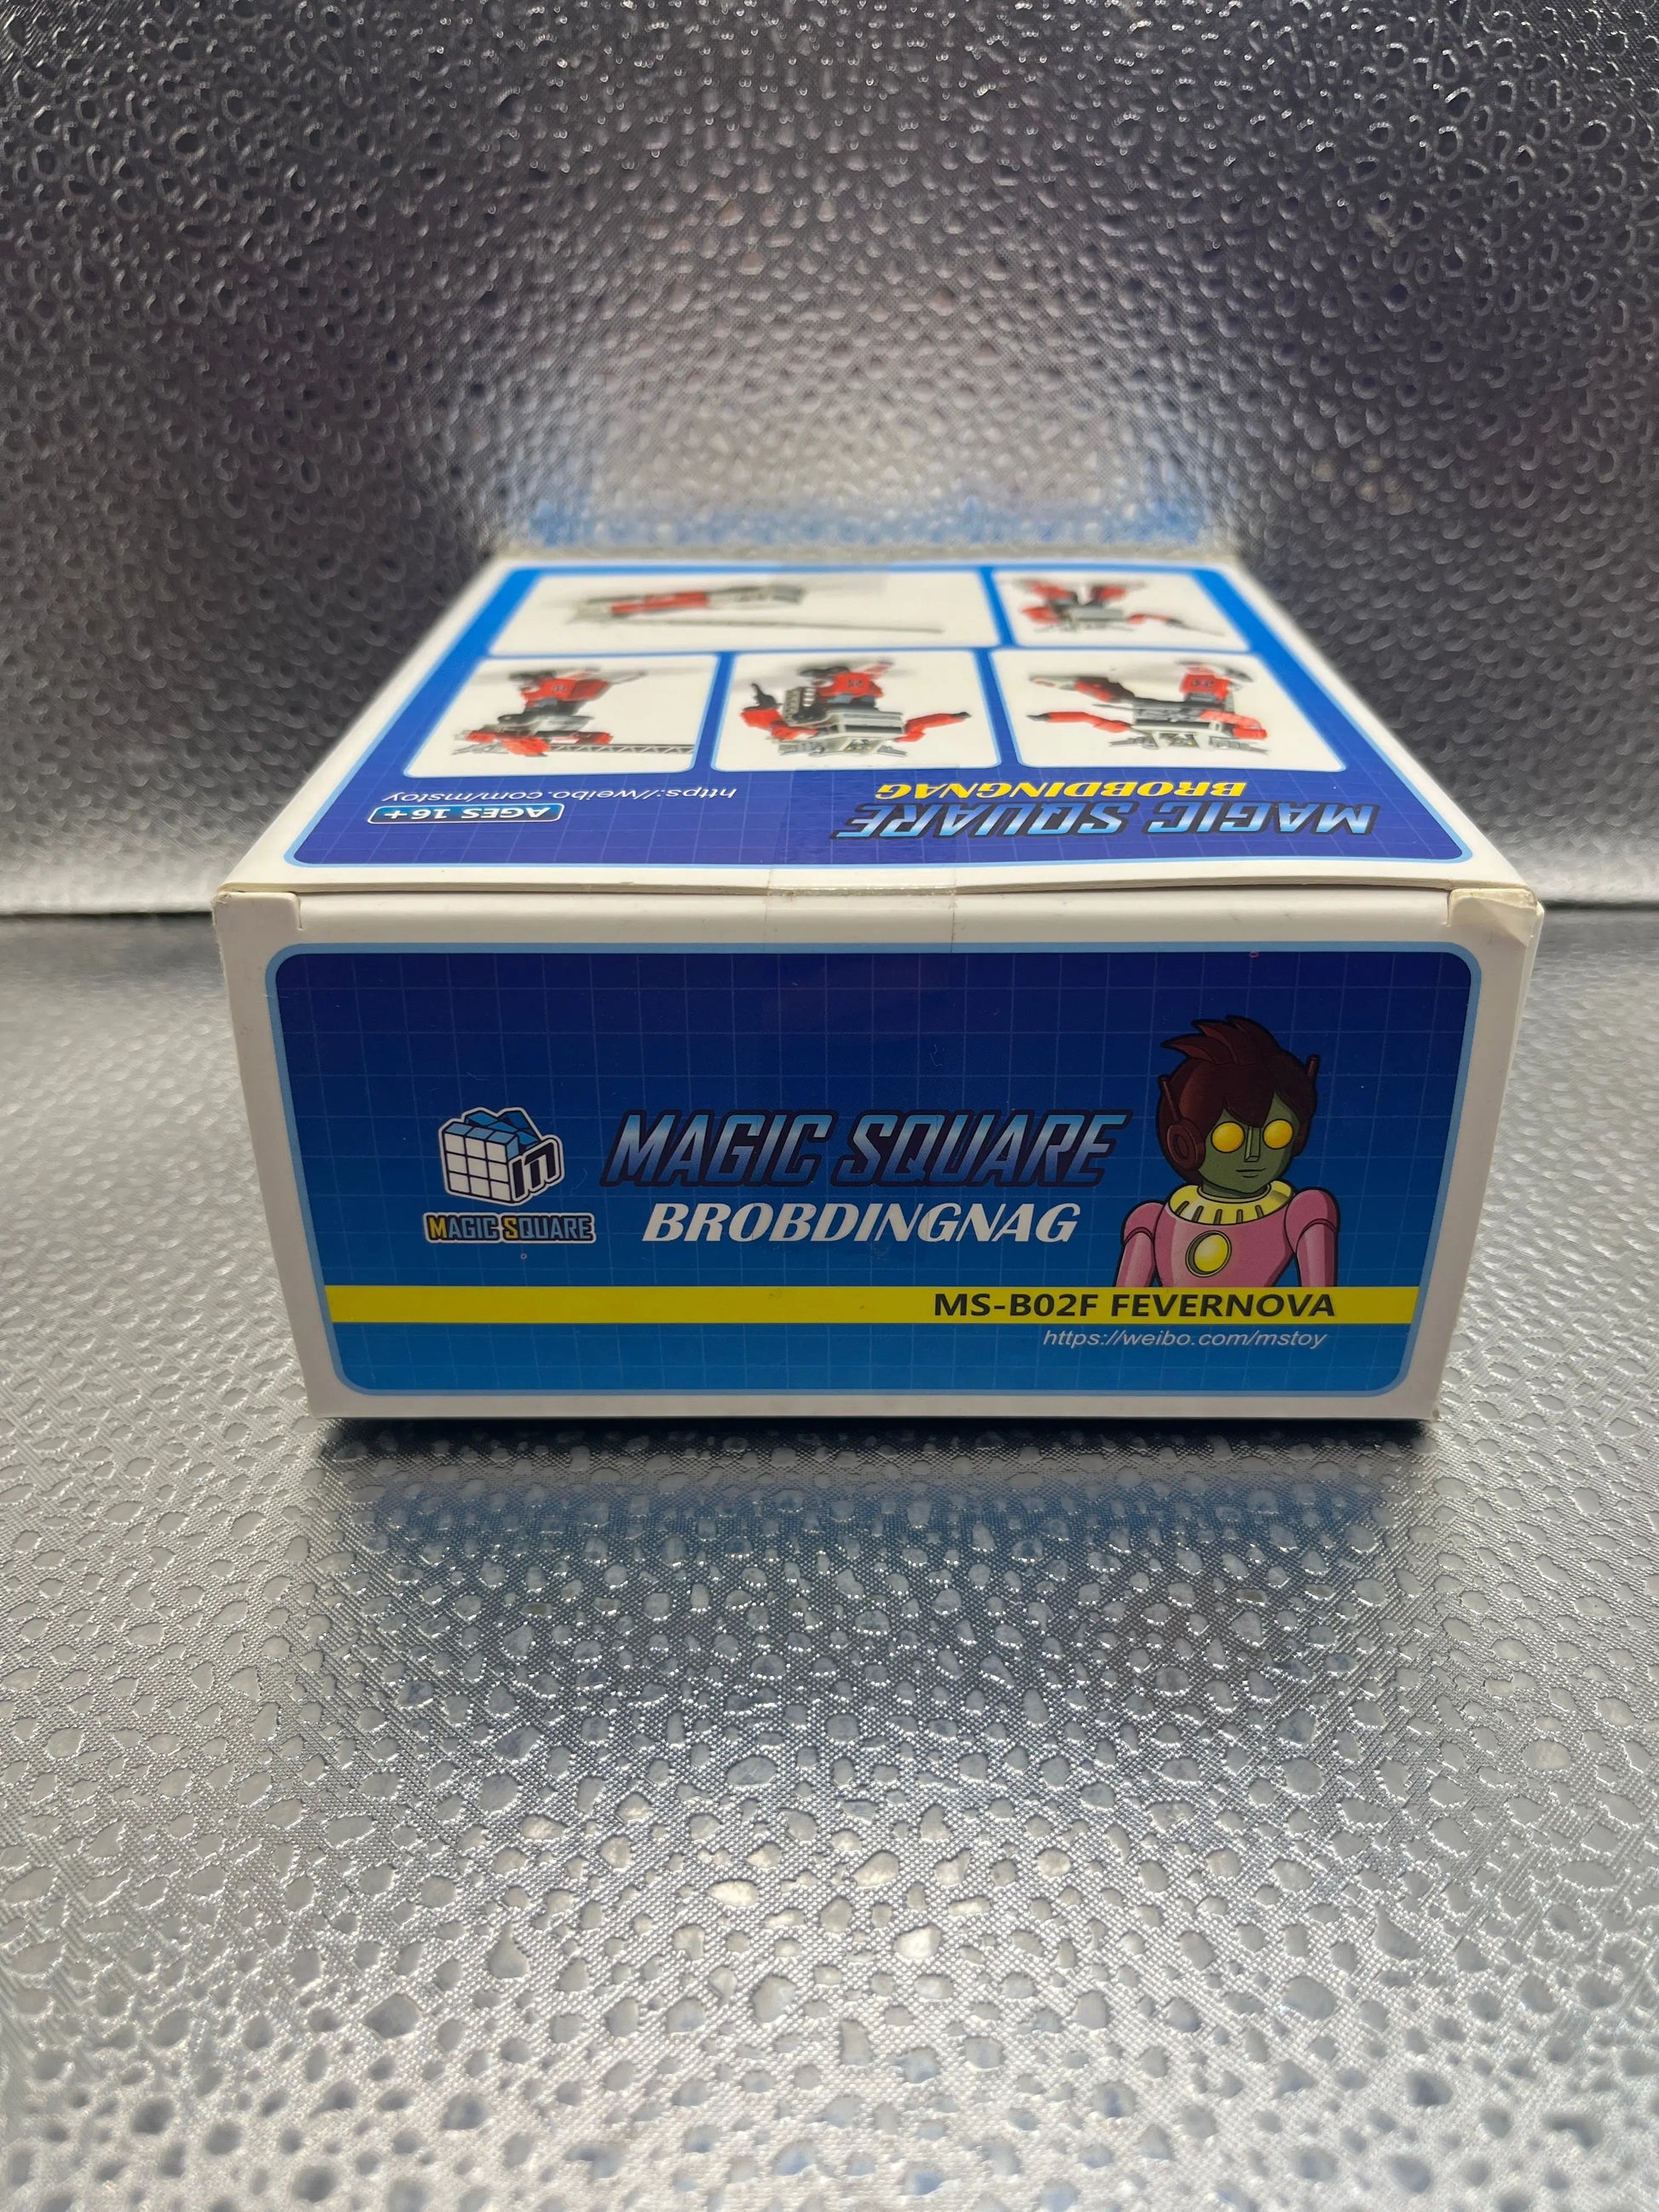 MAGIC SQUARE
BROBDINGNAG
AGES 16+
https://weibo.com/mstoy
MAGIC SQUARE
MAGIC SQUARE
BROBDINGNAG
MS-B02F FEVERNOVA
https://weibo.com/mstoy